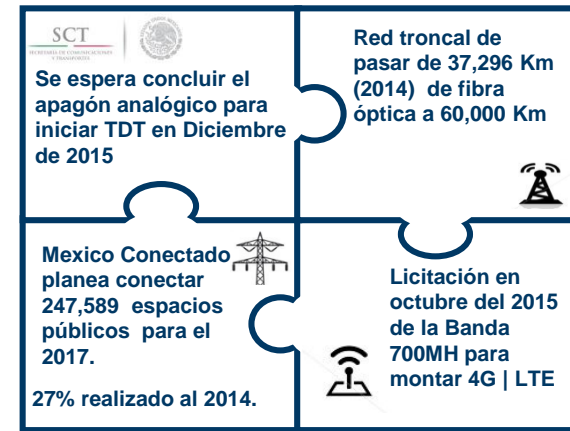 SCT
SECRETARÍA DE COMUNICACIONES
Y TRANSPORTES
Se espera concluir el
apagón analógico para
iniciar TDT en Diciembre
de 2015
Red troncal de
pasar de 37,296 Km
(2014) de fibra
óptica a 60,000 Km
Mexico Conectado
planea conectar
247,589 espacios
públicos para el
2017.
27% realizado al 2014.
Licitación en
octubre del 2015
de la Banda
700MH para
montar 4G | LTE